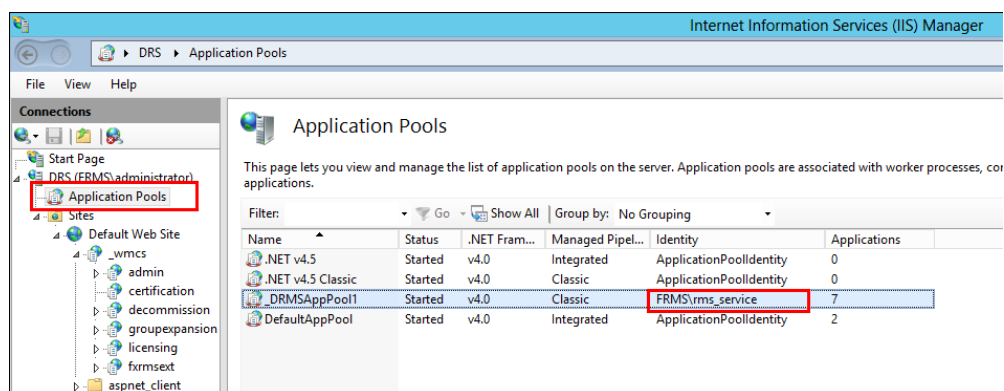 Internet Information Services (IIS) Manager
DRS Application Pools
File View Help
Connections
Start Page
DRS (FRMS\administrator)
Application Pools
Sites
Default Web Site
_wmcs
admin
certification
decommission
groupexpansion
licensing
fxrmsext
aspnet_client
Application Pools
This page lets you view and manage the list of application pools on the server. Application pools are associated with worker processes, con
applications.
Filter: Go Show All Group by: No Grouping
Name Status .NET Fram... Managed Pipel... Identity Applications
.NET v4.5 Started v4.0 Integrated ApplicationPoolIdentity 0
.NET v4.5 Classic Started v4.0 Classic ApplicationPoolIdentity 0
_DRMSAppPool1 Started v4.0 Classic FRMS\rms_service 7
DefaultAppPool Started v4.0 Integrated ApplicationPoolIdentity 2